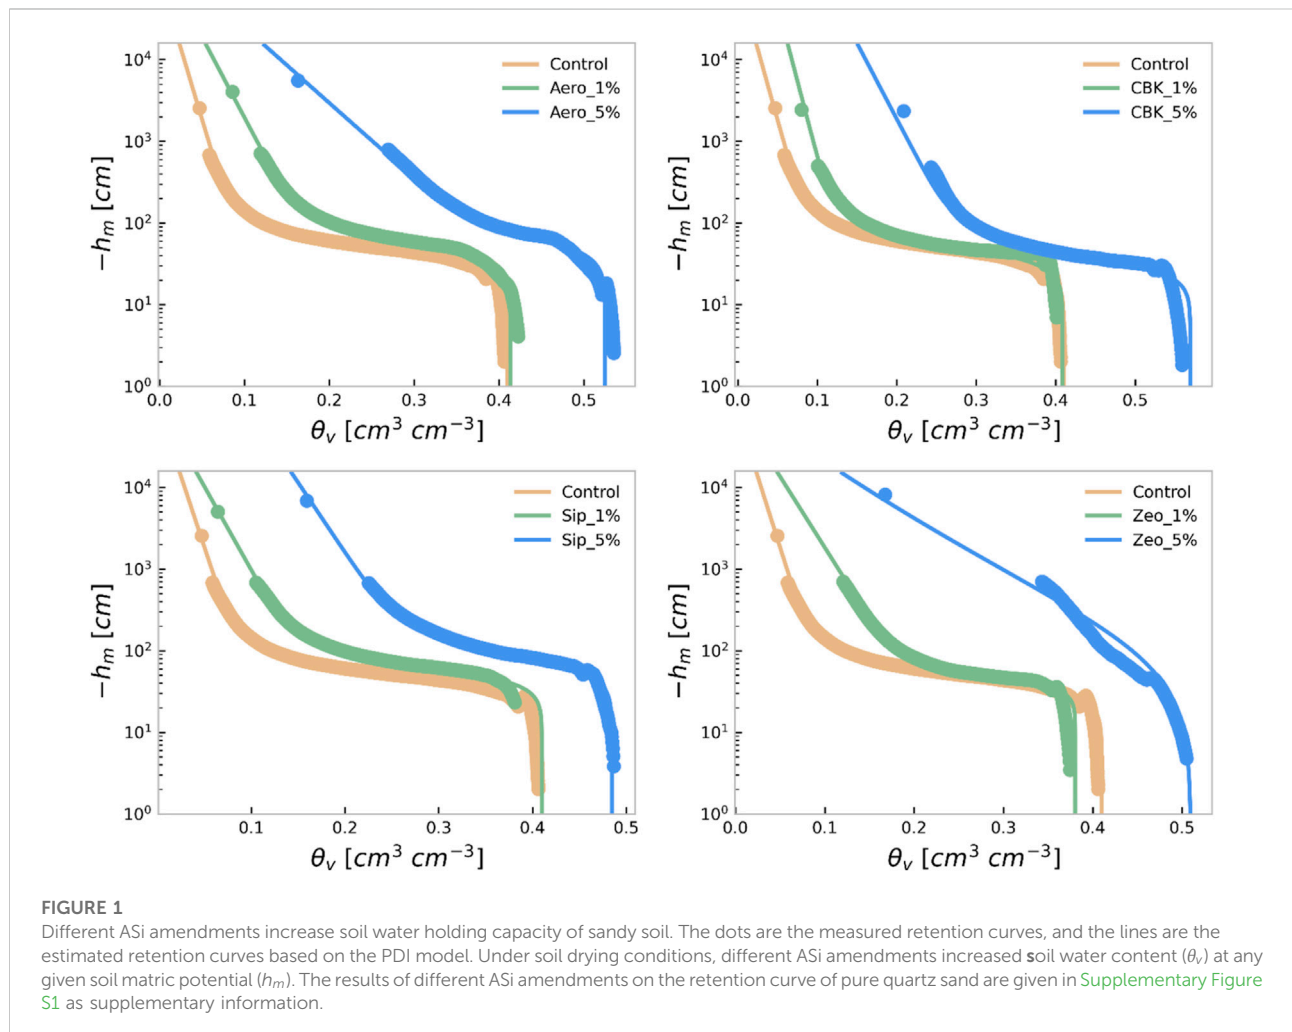 10⁴
10³
10²
10¹
10⁰
−hₘ [cm]
Control
Aero_1%
Aero_5%
0.0 0.1 0.2 0.3 0.4 0.5
θᵥ [cm³ cm⁻³]
10⁴
10³
10²
10¹
10⁰
−hₘ [cm]
Control
CBK_1%
CBK_5%
0.0 0.1 0.2 0.3 0.4 0.5
θᵥ [cm³ cm⁻³]
10⁴
10³
10²
10¹
10⁰
−hₘ [cm]
Control
Sip_1%
Sip_5%
0.1 0.2 0.3 0.4 0.5
θᵥ [cm³ cm⁻³]
10⁴
10³
10²
10¹
10⁰
−hₘ [cm]
Control
Zeo_1%
Zeo_5%
0.0 0.1 0.2 0.3 0.4 0.5
θᵥ [cm³ cm⁻³]
FIGURE 1
Different ASi amendments increase soil water holding capacity of sandy soil. The dots are the measured retention curves, and the lines are the
estimated retention curves based on the PDI model. Under soil drying conditions, different ASi amendments increased soil water content (θᵥ) at any
given soil matric potential (hₘ). The results of different ASi amendments on the retention curve of pure quartz sand are given in Supplementary Figure
S1 as supplementary information.